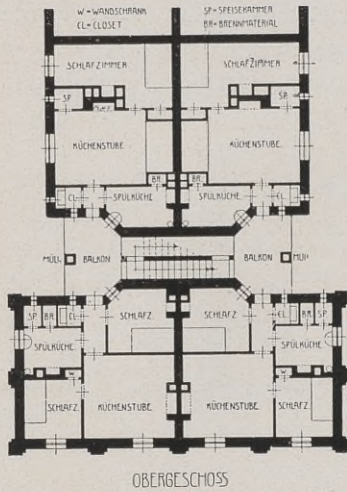 W = WANDSCHRANK SP = SPEISEKAMMER
CL = CLOSET BR = BRENNMATERIAL
SCHLAFZIMMER SCHLAFZIMMER
SP. SP.
KÜCHENSTUBE KÜCHENSTUBE
BR. BR.
CL. SPÜLKÜCHE SPÜLKÜCHE CL.
MÜLL BALKON BALKON MÜLL
SP. BR. CL. SCHLAFZ. SCHLAFZ. CL. BR. SP.
SPÜLKÜCHE SPÜLKÜCHE
W W
SCHLAFZ. KÜCHENSTUBE KÜCHENSTUBE SCHLAFZ.
OBERGESCHOSS